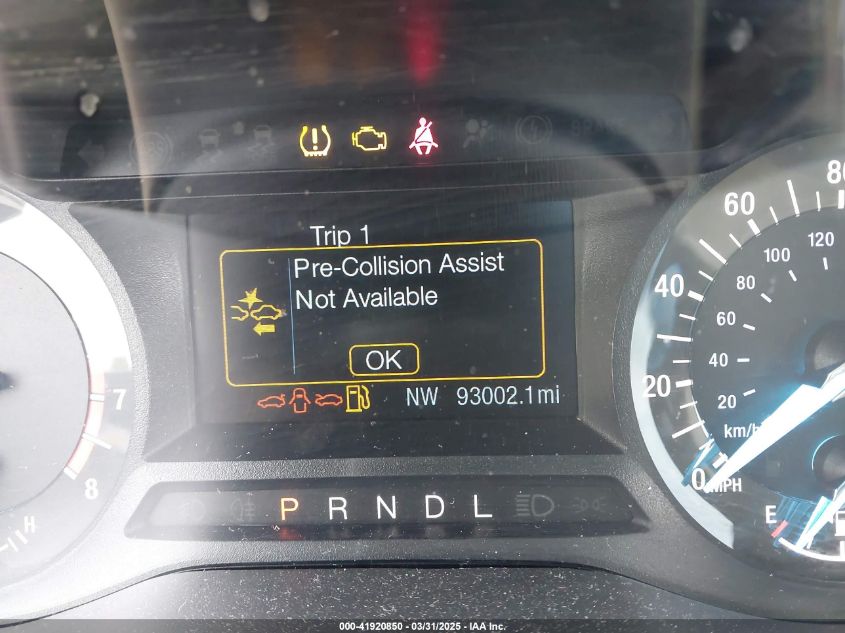 Trip 1
Pre-Collision Assist
Not Available
OK
NW 93002.1mi
7
8
H
P R N D L
80
60
40
20
0 MPH
120
100
80
60
40
20
km/h
E
000-41920850 - 03/31/2025 - IAA Inc.